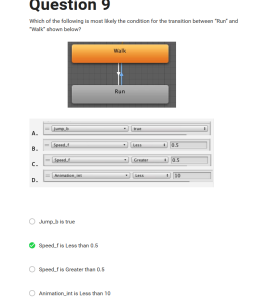 Question 9
Which of the following is most likely the condition for the transition between "Run" and
"Walk" shown below?
Walk
Run
A. Jump_b true
B. Speed_f Less 0.5
C. Speed_f Greater 0.5
D. Animation_int Less 10
Jump_b is true
Speed_f is Less than 0.5
Speed_f is Greater than 0.5
Animation_int is Less than 10